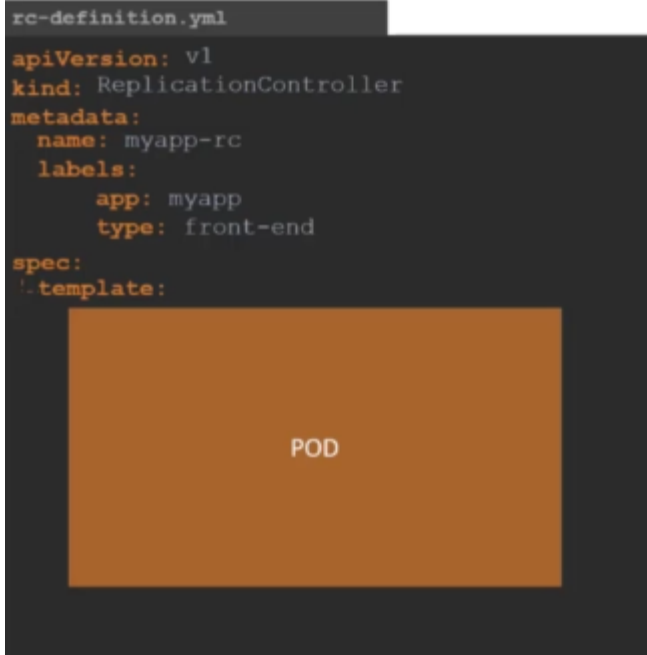 rc-definition.yml
apiVersion: v1
kind: ReplicationController
metadata:
  name: myapp-rc
  labels:
      app: myapp
      type: front-end
spec:
  template:
POD